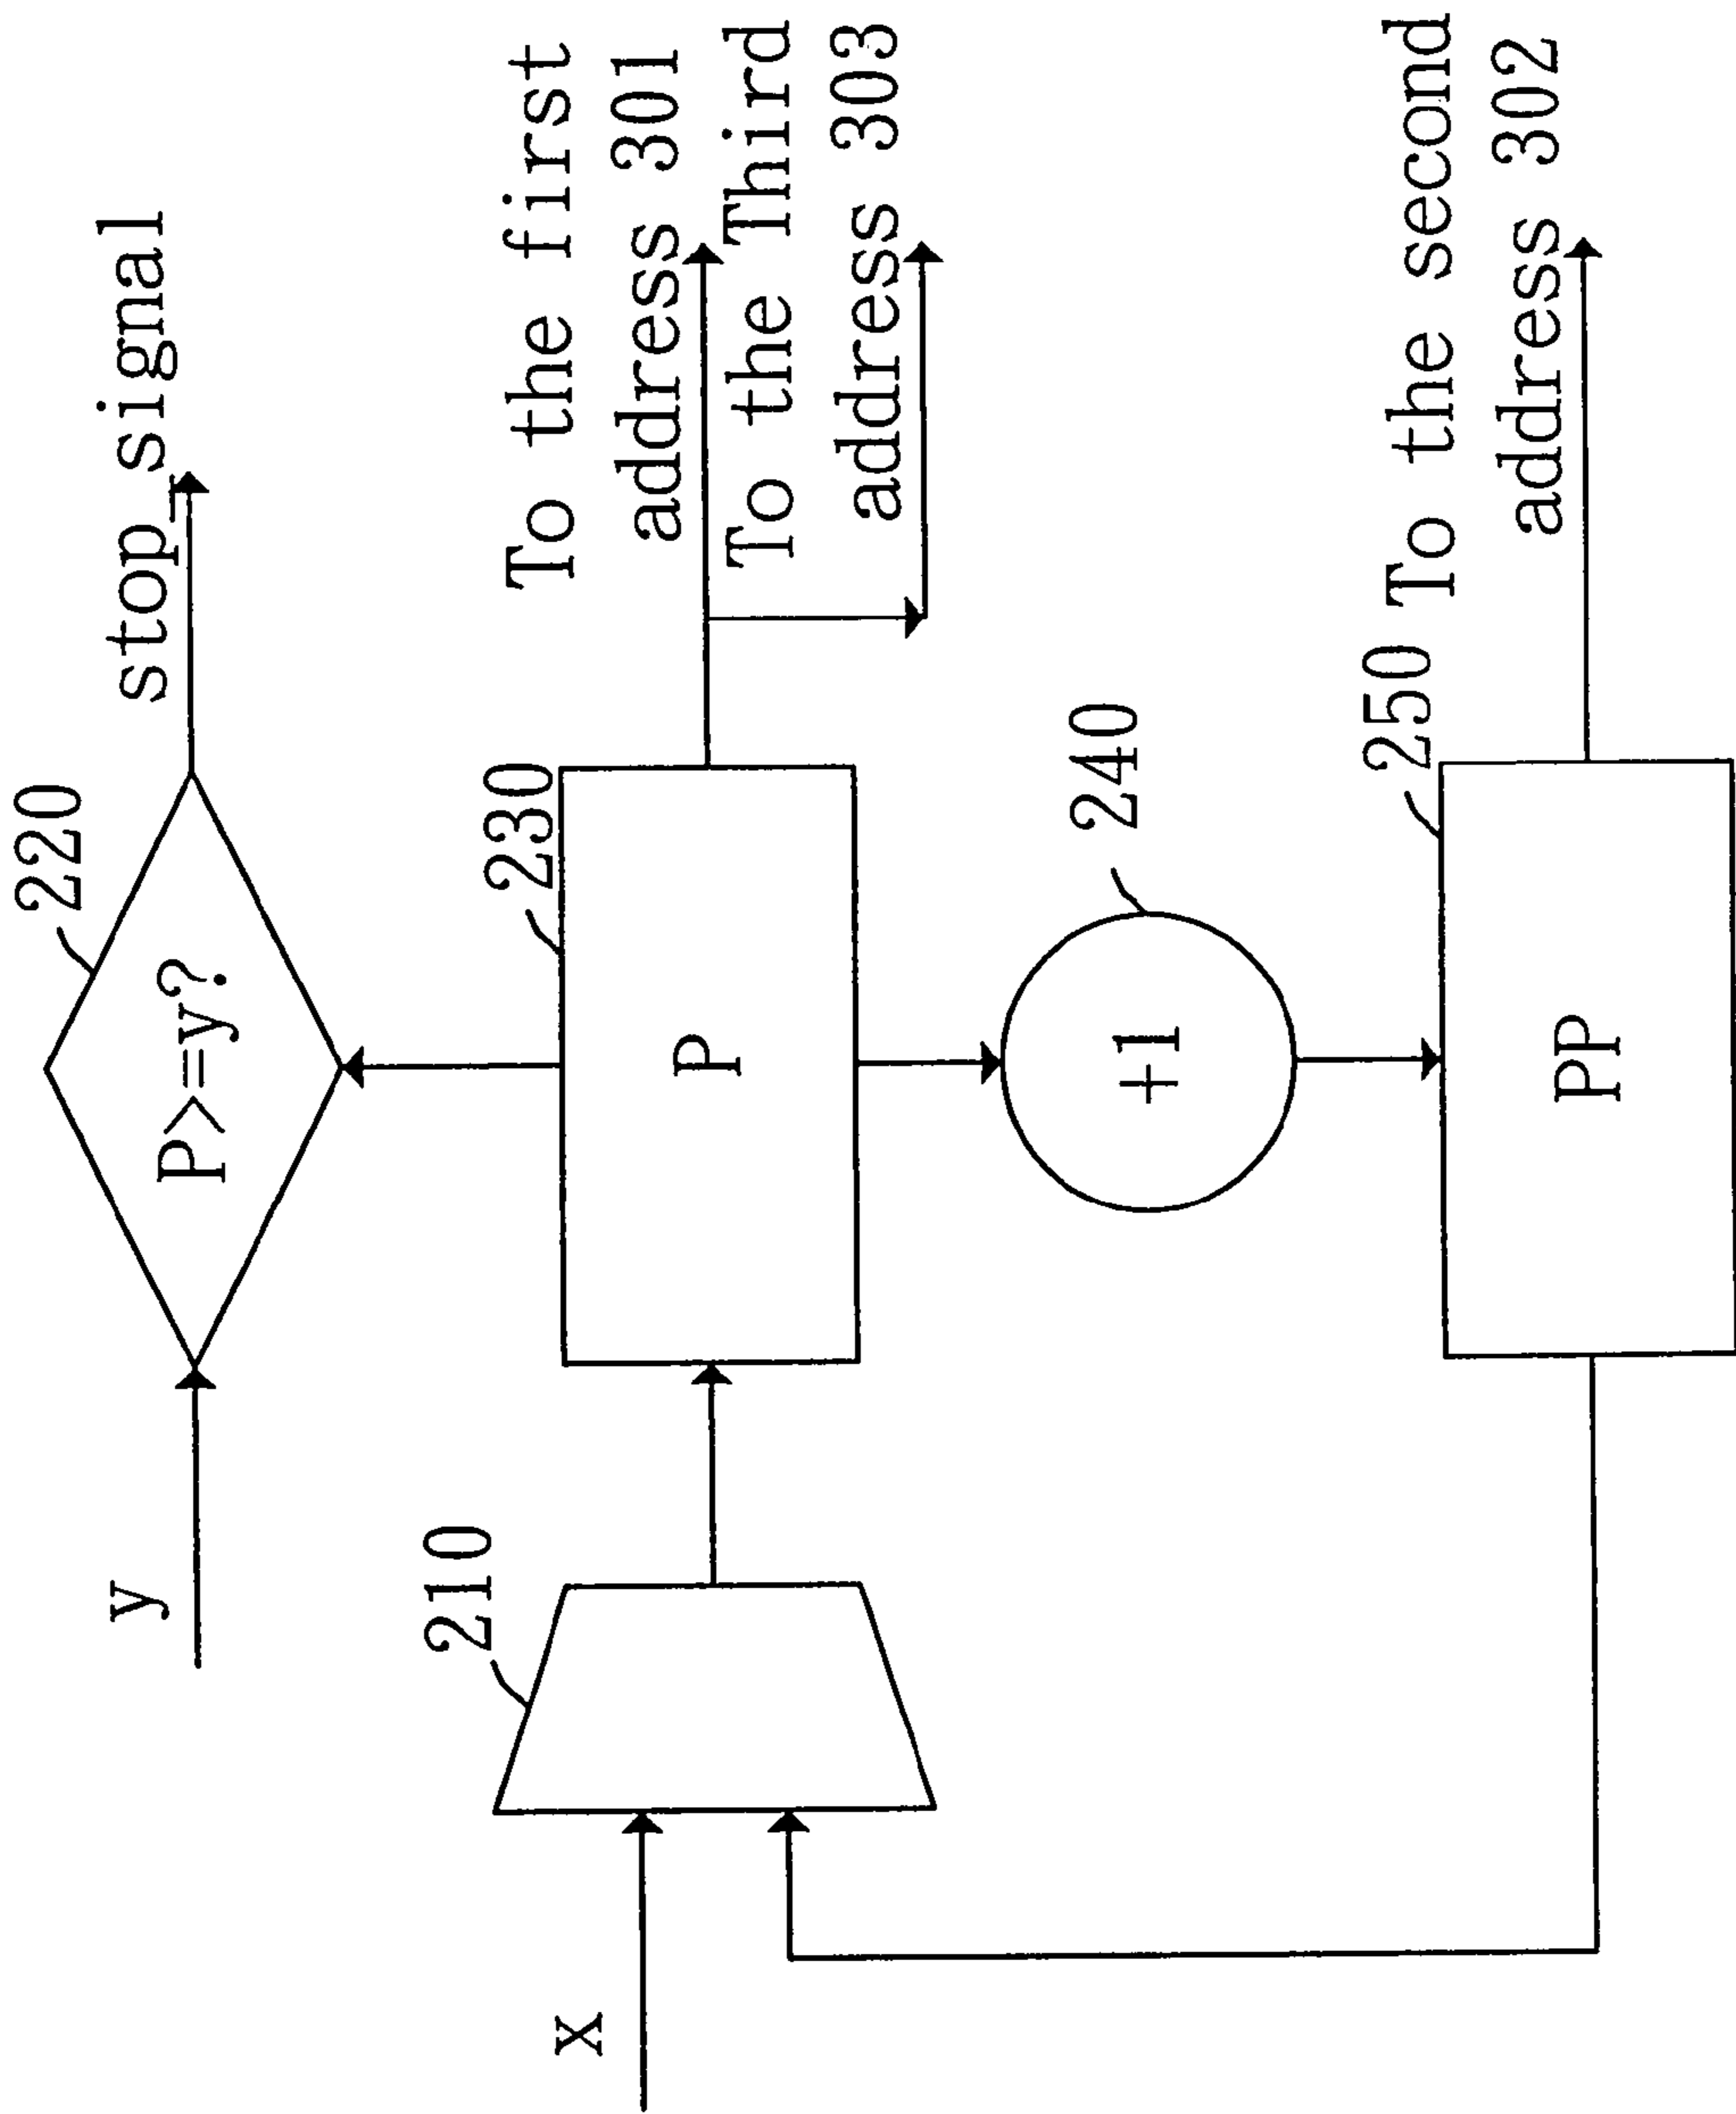 220
stop_signal
y
P>=y?
230
To the first
address 301
To the Third
address 303
210
x
P
240
+1
250
To the second
address 302
PP